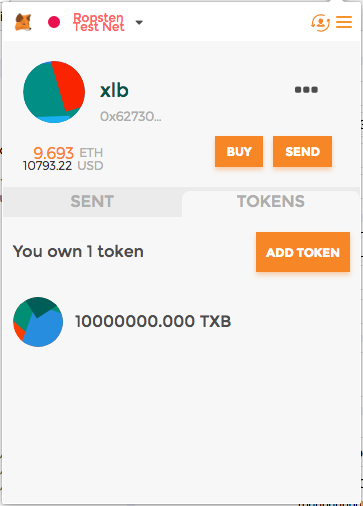 Ropsten
Test Net
xlb
0x62730...
9.693 ETH
10793.22 USD
BUY
SEND
SENT
TOKENS
You own 1 token
ADD TOKEN
10000000.000 TXB